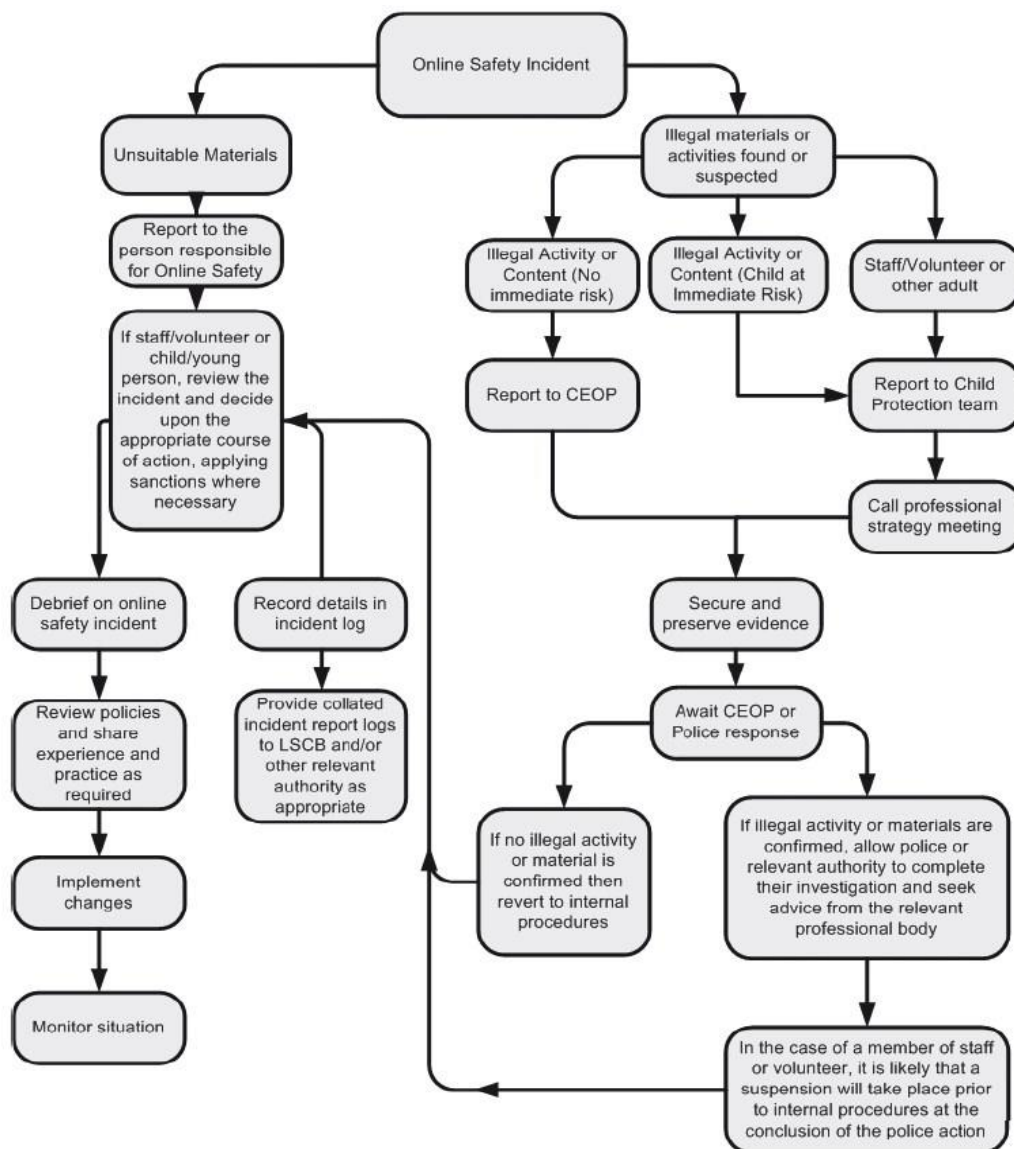 Online Safety Incident
Unsuitable Materials
Report to the
person responsible
for Online Safety
If staff/volunteer or
child/young
person, review the
incident and decide
upon the
appropriate course
of action, applying
sanctions where
necessary
Debrief on online
safety incident
Review policies
and share
experience and
practice as
required
Implement
changes
Monitor situation
Record details in
incident log
Provide collated
incident report logs
to LSCB and/or
other relevant
authority as
appropriate
Illegal materials or
activities found or
suspected
Illegal Activity or
Content (No
immediate risk)
Illegal Activity or
Content (Child at
Immediate Risk)
Staff/Volunteer or
other adult
Report to CEOP
Report to Child
Protection team
Call professional
strategy meeting
Secure and
preserve evidence
Await CEOP or
Police response
If no illegal activity
or material is
confirmed then
revert to internal
procedures
If illegal activity or materials are
confirmed, allow police or
relevant authority to complete
their investigation and seek
advice from the relevant
professional body
In the case of a member of staff
or volunteer, it is likely that a
suspension will take place prior
to internal procedures at the
conclusion of the police action